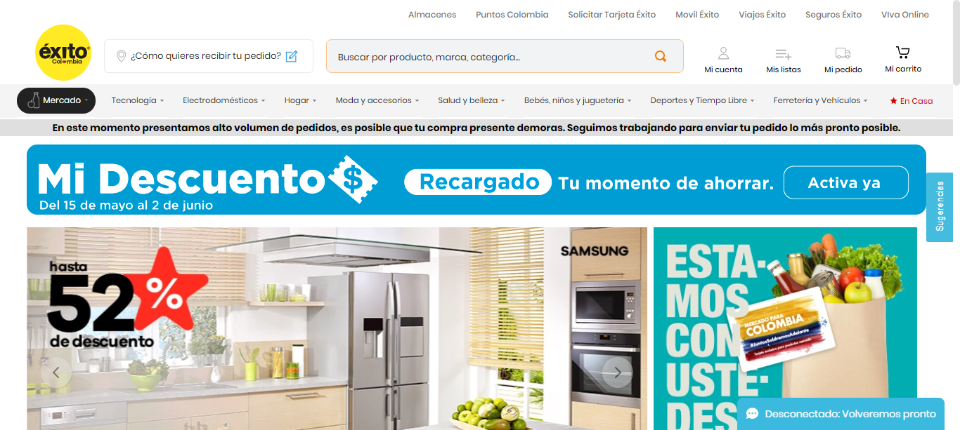 Almacenes Puntos Colombia Solicitar Tarjeta Éxito Movil Éxito Viajes Éxito Seguros Éxito VIva Online
éxito
Colombia
¿Cómo quieres recibir tu pedido?
Buscar por producto, marca, categoría...
Mi cuenta Mis listas Mi pedido Mi carrito
Mercado Tecnología Electrodomésticos Hogar Moda y accesorios Salud y belleza Bebés, niños y juguetería Deportes y Tiempo Libre Ferretería y Vehículos En Casa
En este momento presentamos alto volumen de pedidos, es posible que tu compra presente demoras. Seguimos trabajando para enviar tu pedido lo más pronto posible.
Mi Descuento $ Recargado Tu momento de ahorrar. Activa ya
Del 15 de mayo al 2 de junio
Sugerencias
hasta
52%
de descuento
SAMSUNG
ESTA-
MOS
CON
USTE-
DES
MERCADO PARA
COLOMBIA
Desconectado: Volveremos pronto